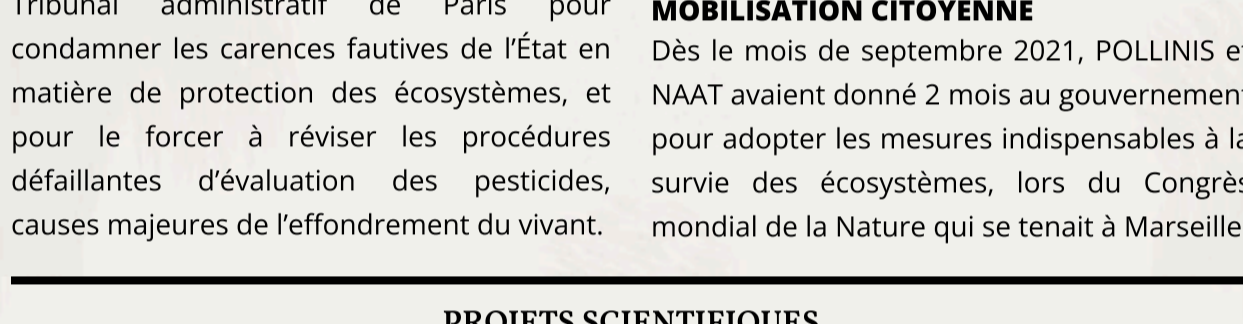 Tribunal administratif de Paris pour
condamner les carences fautives de l’État en
matière de protection des écosystèmes, et
pour le forcer à réviser les procédures
défaillantes d’évaluation des pesticides,
causes majeures de l’effondrement du vivant.
MOBILISATION CITOYENNE
Dès le mois de septembre 2021, POLLINIS et
NAAT avaient donné 2 mois au gouvernement
pour adopter les mesures indispensables à la
survie des écosystèmes, lors du Congrès
mondial de la Nature qui se tenait à Marseille
PROJETS SCIENTIFIQUES